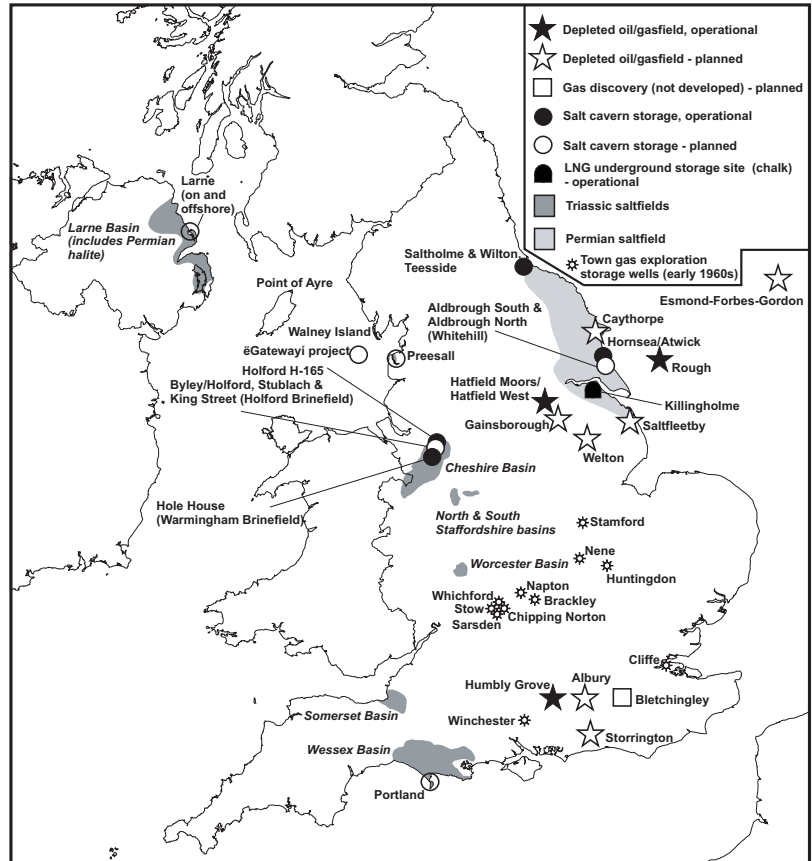 Depleted oil/gasfield, operational
Depleted oil/gasfield - planned
Gas discovery (not developed) - planned
Salt cavern storage, operational
Salt cavern storage - planned
LNG underground storage site (chalk)
- operational
Triassic saltfields
Permian saltfield
Town gas exploration
storage wells (early 1960s)
Larne
(on and
offshore)
Larne Basin
(includes Permian
halite)
Point of Ayre
Saltholme & Wilton,
Teesside
Esmond-Forbes-Gordon
Aldbrough South &
Aldbrough North
(Whitehill)
Caythorpe
Hornsea/Atwick
Rough
Walney Island
ëGatewayí project
Preesall
Holford H-165
Byley/Holford, Stublach &
King Street (Holford Brinefield)
Hatfield Moors/
Hatfield West
Killingholme
Gainsborough
Saltfleetby
Welton
Cheshire Basin
Hole House
(Warmingham Brinefield)
North & South
Staffordshire basins
Stamford
Nene
Worcester Basin
Huntingdon
Napton
Whichford
Brackley
Stow
Chipping Norton
Sarsden
Cliffe
Humbly Grove
Albury
Bletchingley
Somerset Basin
Winchester
Storrington
Wessex Basin
Portland